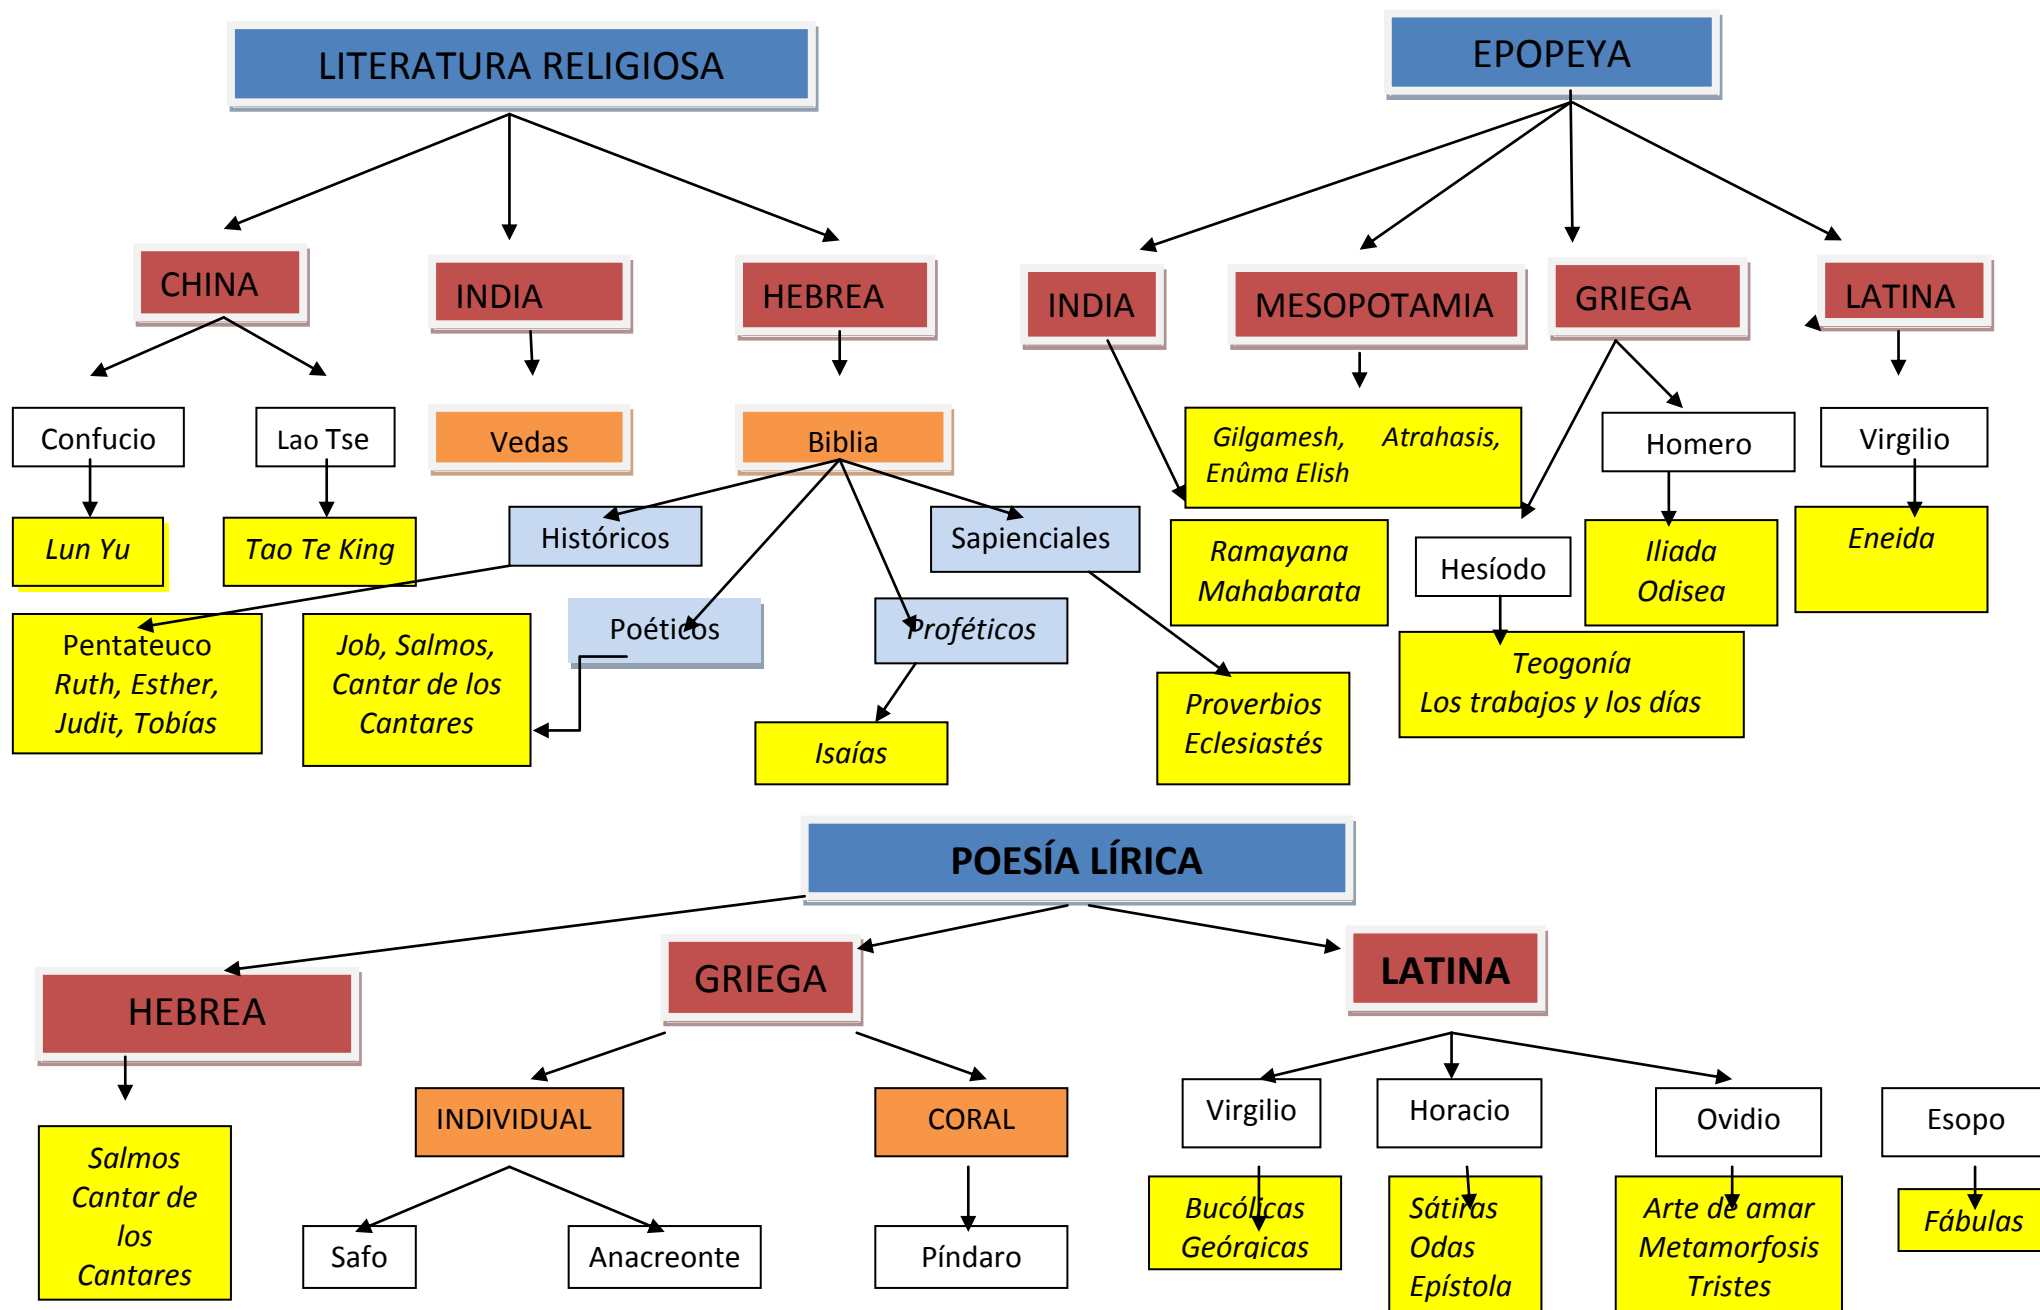 LITERATURA RELIGIOSA
EPOPEYA
CHINA
INDIA
HEBREA
INDIA
MESOPOTAMIA
GRIEGA
LATINA
Confucio
Lao Tse
Vedas
Biblia
Gilgamesh, Atrahasis,
Enûma Elish
Homero
Virgilio
Lun Yu
Tao Te King
Históricos
Sapienciales
Ramayana
Mahabarata
Hesíodo
Iliada
Odisea
Eneida
Pentateuco
Ruth, Esther,
Judit, Tobías
Job, Salmos,
Cantar de los
Cantares
Poéticos
Proféticos
Isaías
Proverbios
Eclesiastés
Teogonía
Los trabajos y los días
POESÍA LÍRICA
HEBREA
GRIEGA
LATINA
Salmos
Cantar de
los
Cantares
INDIVIDUAL
CORAL
Virgilio
Horacio
Ovidio
Esopo
Safo
Anacreonte
Píndaro
Bucólicas
Geórgicas
Sátiras
Odas
Epístola
Arte de amar
Metamorfosis
Tristes
Fábulas